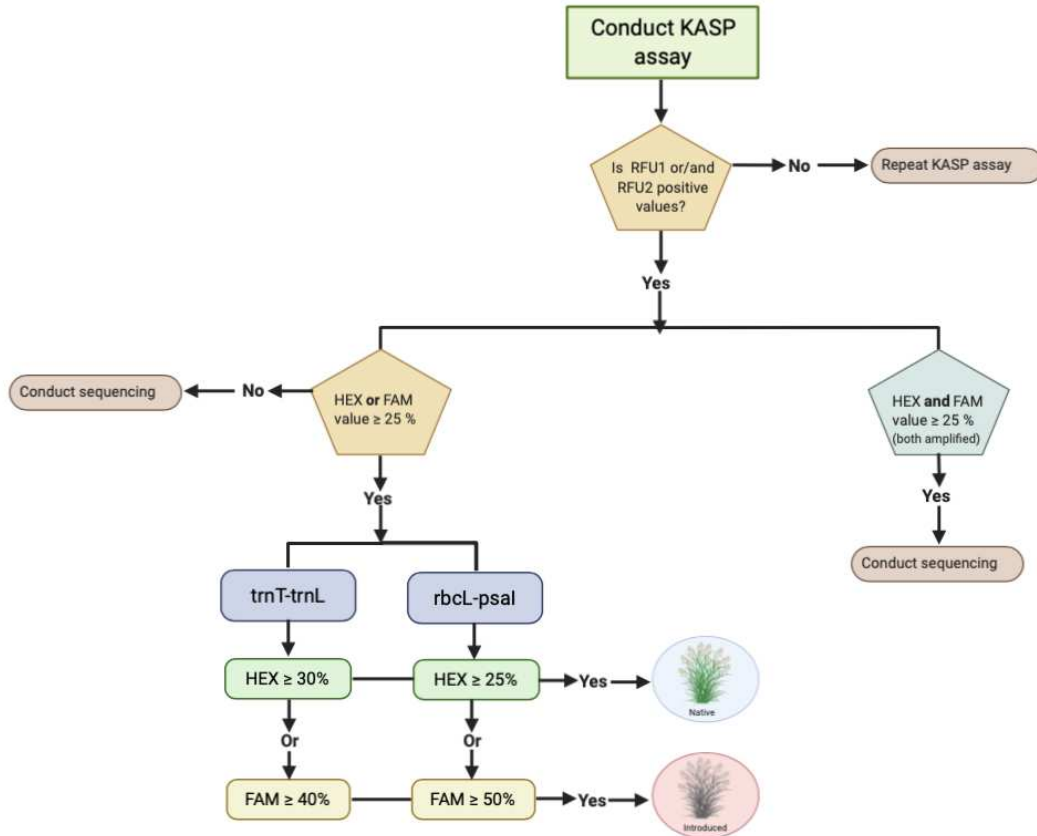 Conduct KASP
assay
Is RFU1 or/and
RFU2 positive
values?
No
Repeat KASP assay
Yes
Conduct sequencing
No
HEX or FAM
value ≥ 25 %
HEX and FAM
value ≥ 25 %
(both amplified)
Yes
Yes
Conduct sequencing
trnT-trnL
rbcL-psaI
HEX ≥ 30%
HEX ≥ 25%
Yes
Native
Or
Or
FAM ≥ 40%
FAM ≥ 50%
Yes
Introduced